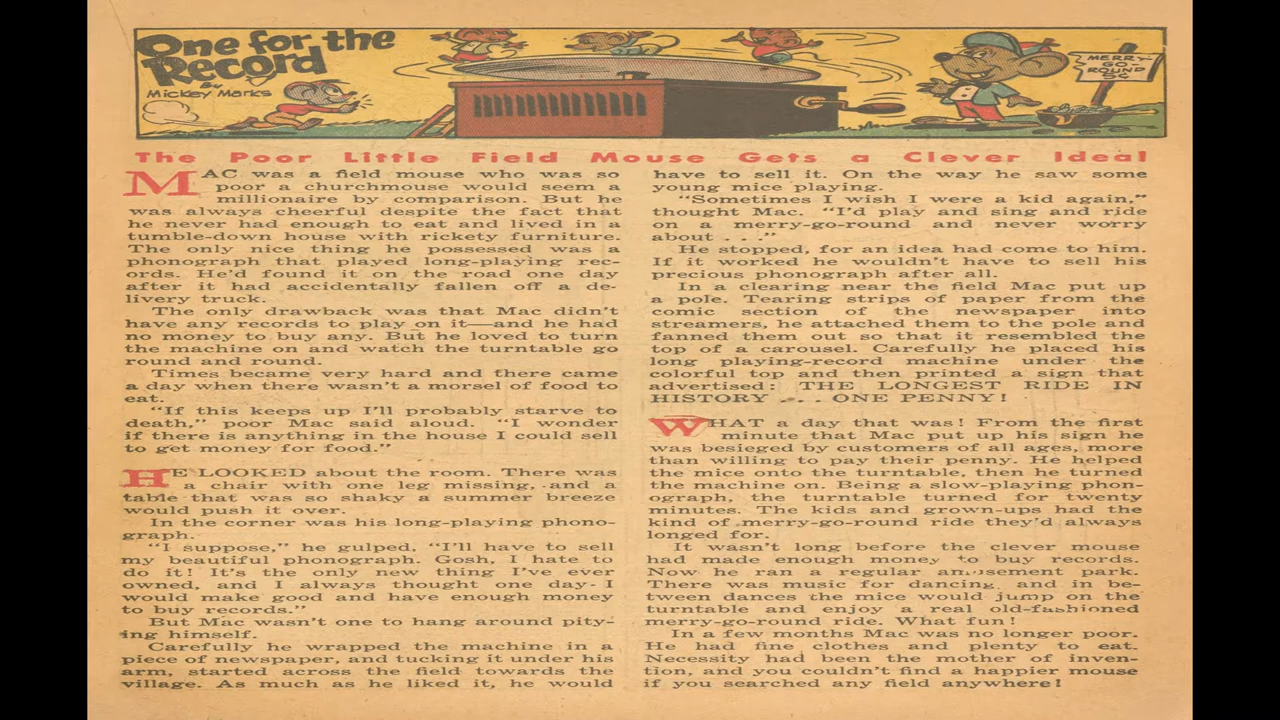 One for the
Record
By
Mickey Marks
MERRY-
GO-
ROUND
5¢
The Poor Little Field Mouse Gets a Clever Idea!
MAC was a field mouse who was so
poor a churchmouse would seem a
millionaire by comparison. But he
was always cheerful despite the fact that
he never had enough to eat and lived in a
tumble-down house with rickety furniture.
The only nice thing he possessed was a
phonograph that played long-playing rec-
ords. He'd found it on the road one day
after it had accidentally fallen off a de-
livery truck.
The only drawback was that Mac didn't
have any records to play on it—and he had
no money to buy any. But he loved to turn
the machine on and watch the turntable go
round and round.
Times became very hard and there came
a day when there wasn't a morsel of food to
eat.
"If this keeps up I'll probably starve to
death," poor Mac said aloud. "I wonder
if there is anything in the house I could sell
to get money for food."
HE LOOKED about the room. There was
a chair with one leg missing, and a
table that was so shaky a summer breeze
would push it over.
In the corner was his long-playing phono-
graph.
"I suppose," he gulped, "I'll have to sell
my beautiful phonograph. Gosh, I hate to
do it! It's the only new thing I've ever
owned, and I always thought one day I
would make good and have enough money
to buy records."
But Mac wasn't one to hang around pity-
ing himself.
Carefully he wrapped the machine in a
piece of newspaper, and tucking it under his
arm, started across the field towards the
village. As much as he liked it, he would
have to sell it. On the way he saw some
young mice playing.
"Sometimes I wish I were a kid again,"
thought Mac. "I'd play and sing and ride
on a merry-go-round and never worry
about . . ."
He stopped, for an idea had come to him.
If it worked he wouldn't have to sell his
precious phonograph after all.
In a clearing near the field Mac put up
a pole. Tearing strips of paper from the
comic section of the newspaper into
streamers, he attached them to the pole and
fanned them out so that it resembled the
top of a carousel. Carefully he placed his
long playing-record machine under the
colorful top and then printed a sign that
advertised: THE LONGEST RIDE IN
HISTORY . . . ONE PENNY!
WHAT a day that was! From the first
minute that Mac put up his sign he
was besieged by customers of all ages, more
than willing to pay their penny. He helped
the mice onto the turntable, then he turned
the machine on. Being a slow-playing phon-
ograph, the turntable turned for twenty
minutes. The kids and grown-ups had the
kind of merry-go-round ride they'd always
longed for.
It wasn't long before the clever mouse
had made enough money to buy records.
Now he ran a regular amusement park.
There was music for dancing, and in be-
tween dances the mice would jump on the
turntable and enjoy a real old-fashioned
merry-go-round ride. What fun!
In a few months Mac was no longer poor.
He had fine clothes and plenty to eat.
Necessity had been the mother of inven-
tion, and you couldn't find a happier mouse
if you searched any field anywhere!